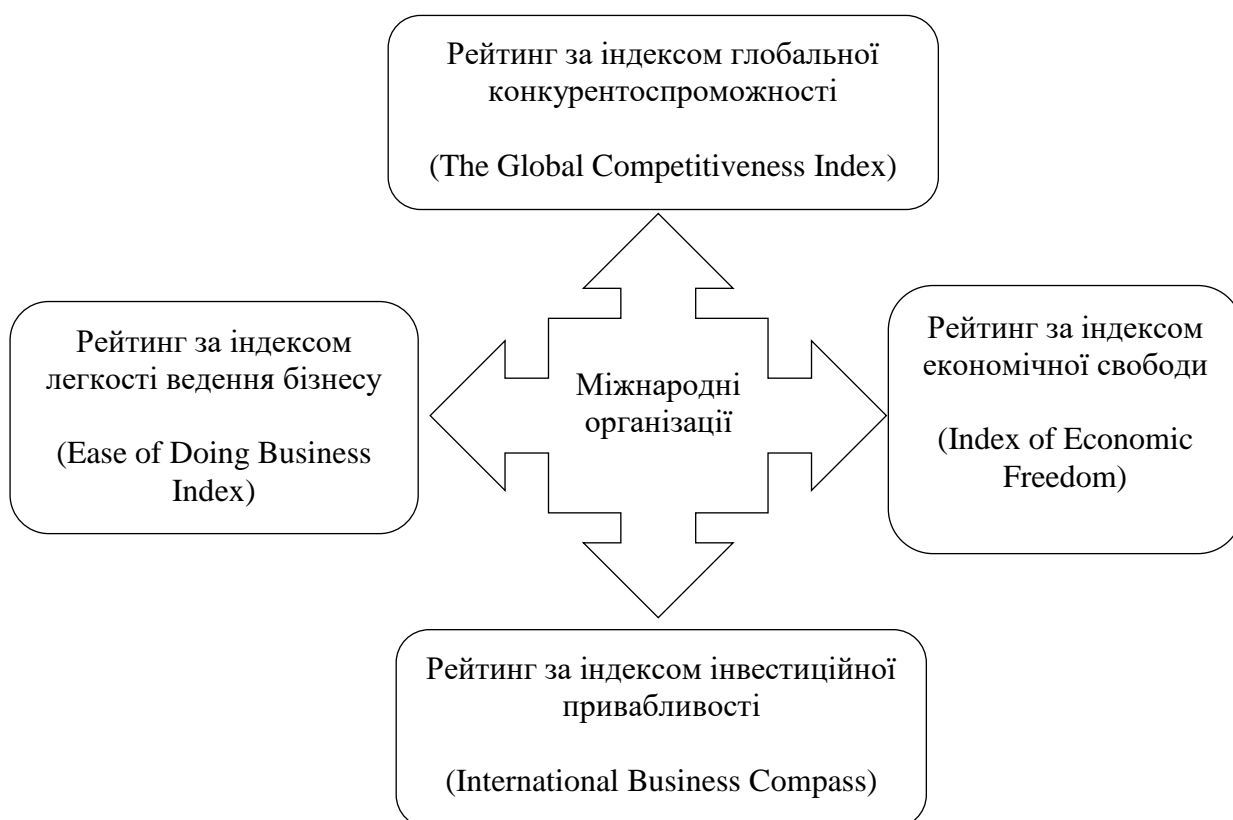 Рейтинг за індексом глобальної
конкурентоспроможності
(The Global Competitiveness Index)
Рейтинг за індексом
легкості ведення бізнесу
(Ease of Doing Business
Index)
Міжнародні
організації
Рейтинг за індексом
економічної свободи
(Index of Economic
Freedom)
Рейтинг за індексом інвестиційної
привабливості
(International Business Compass)